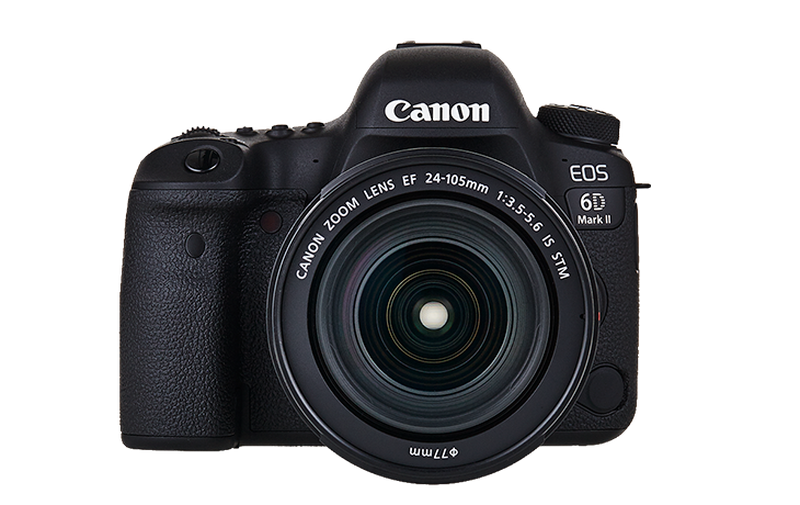 Canon
EOS
6D
Mark II
CANON ZOOM LENS EF 24-105mm 1:3.5-5.6 IS STM
Φ77mm